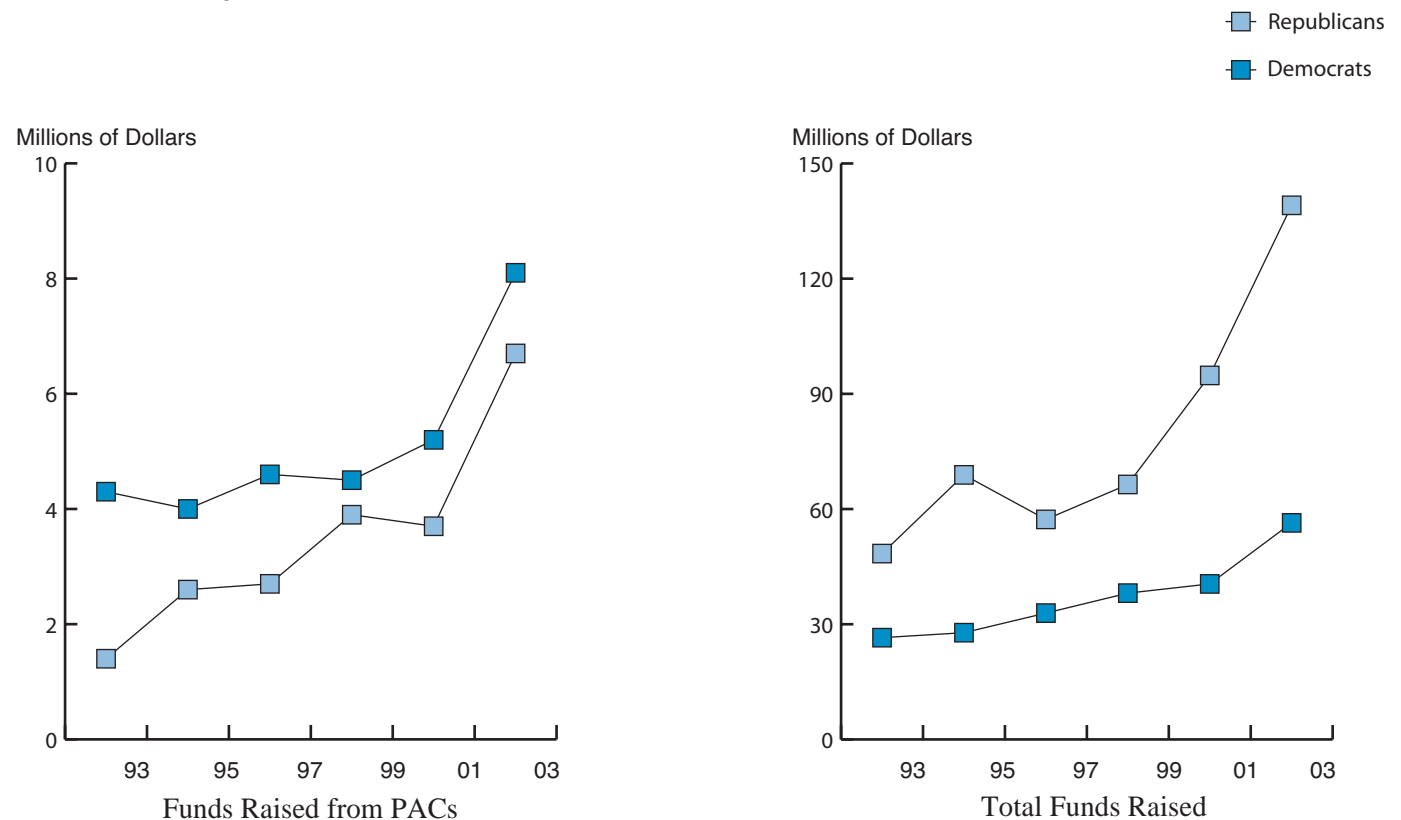 Republicans
Democrats
Millions of Dollars
10
8
6
4
2
0
93 95 97 99 01 03
Funds Raised from PACs
Millions of Dollars
150
120
90
60
30
0
93 95 97 99 01 03
Total Funds Raised